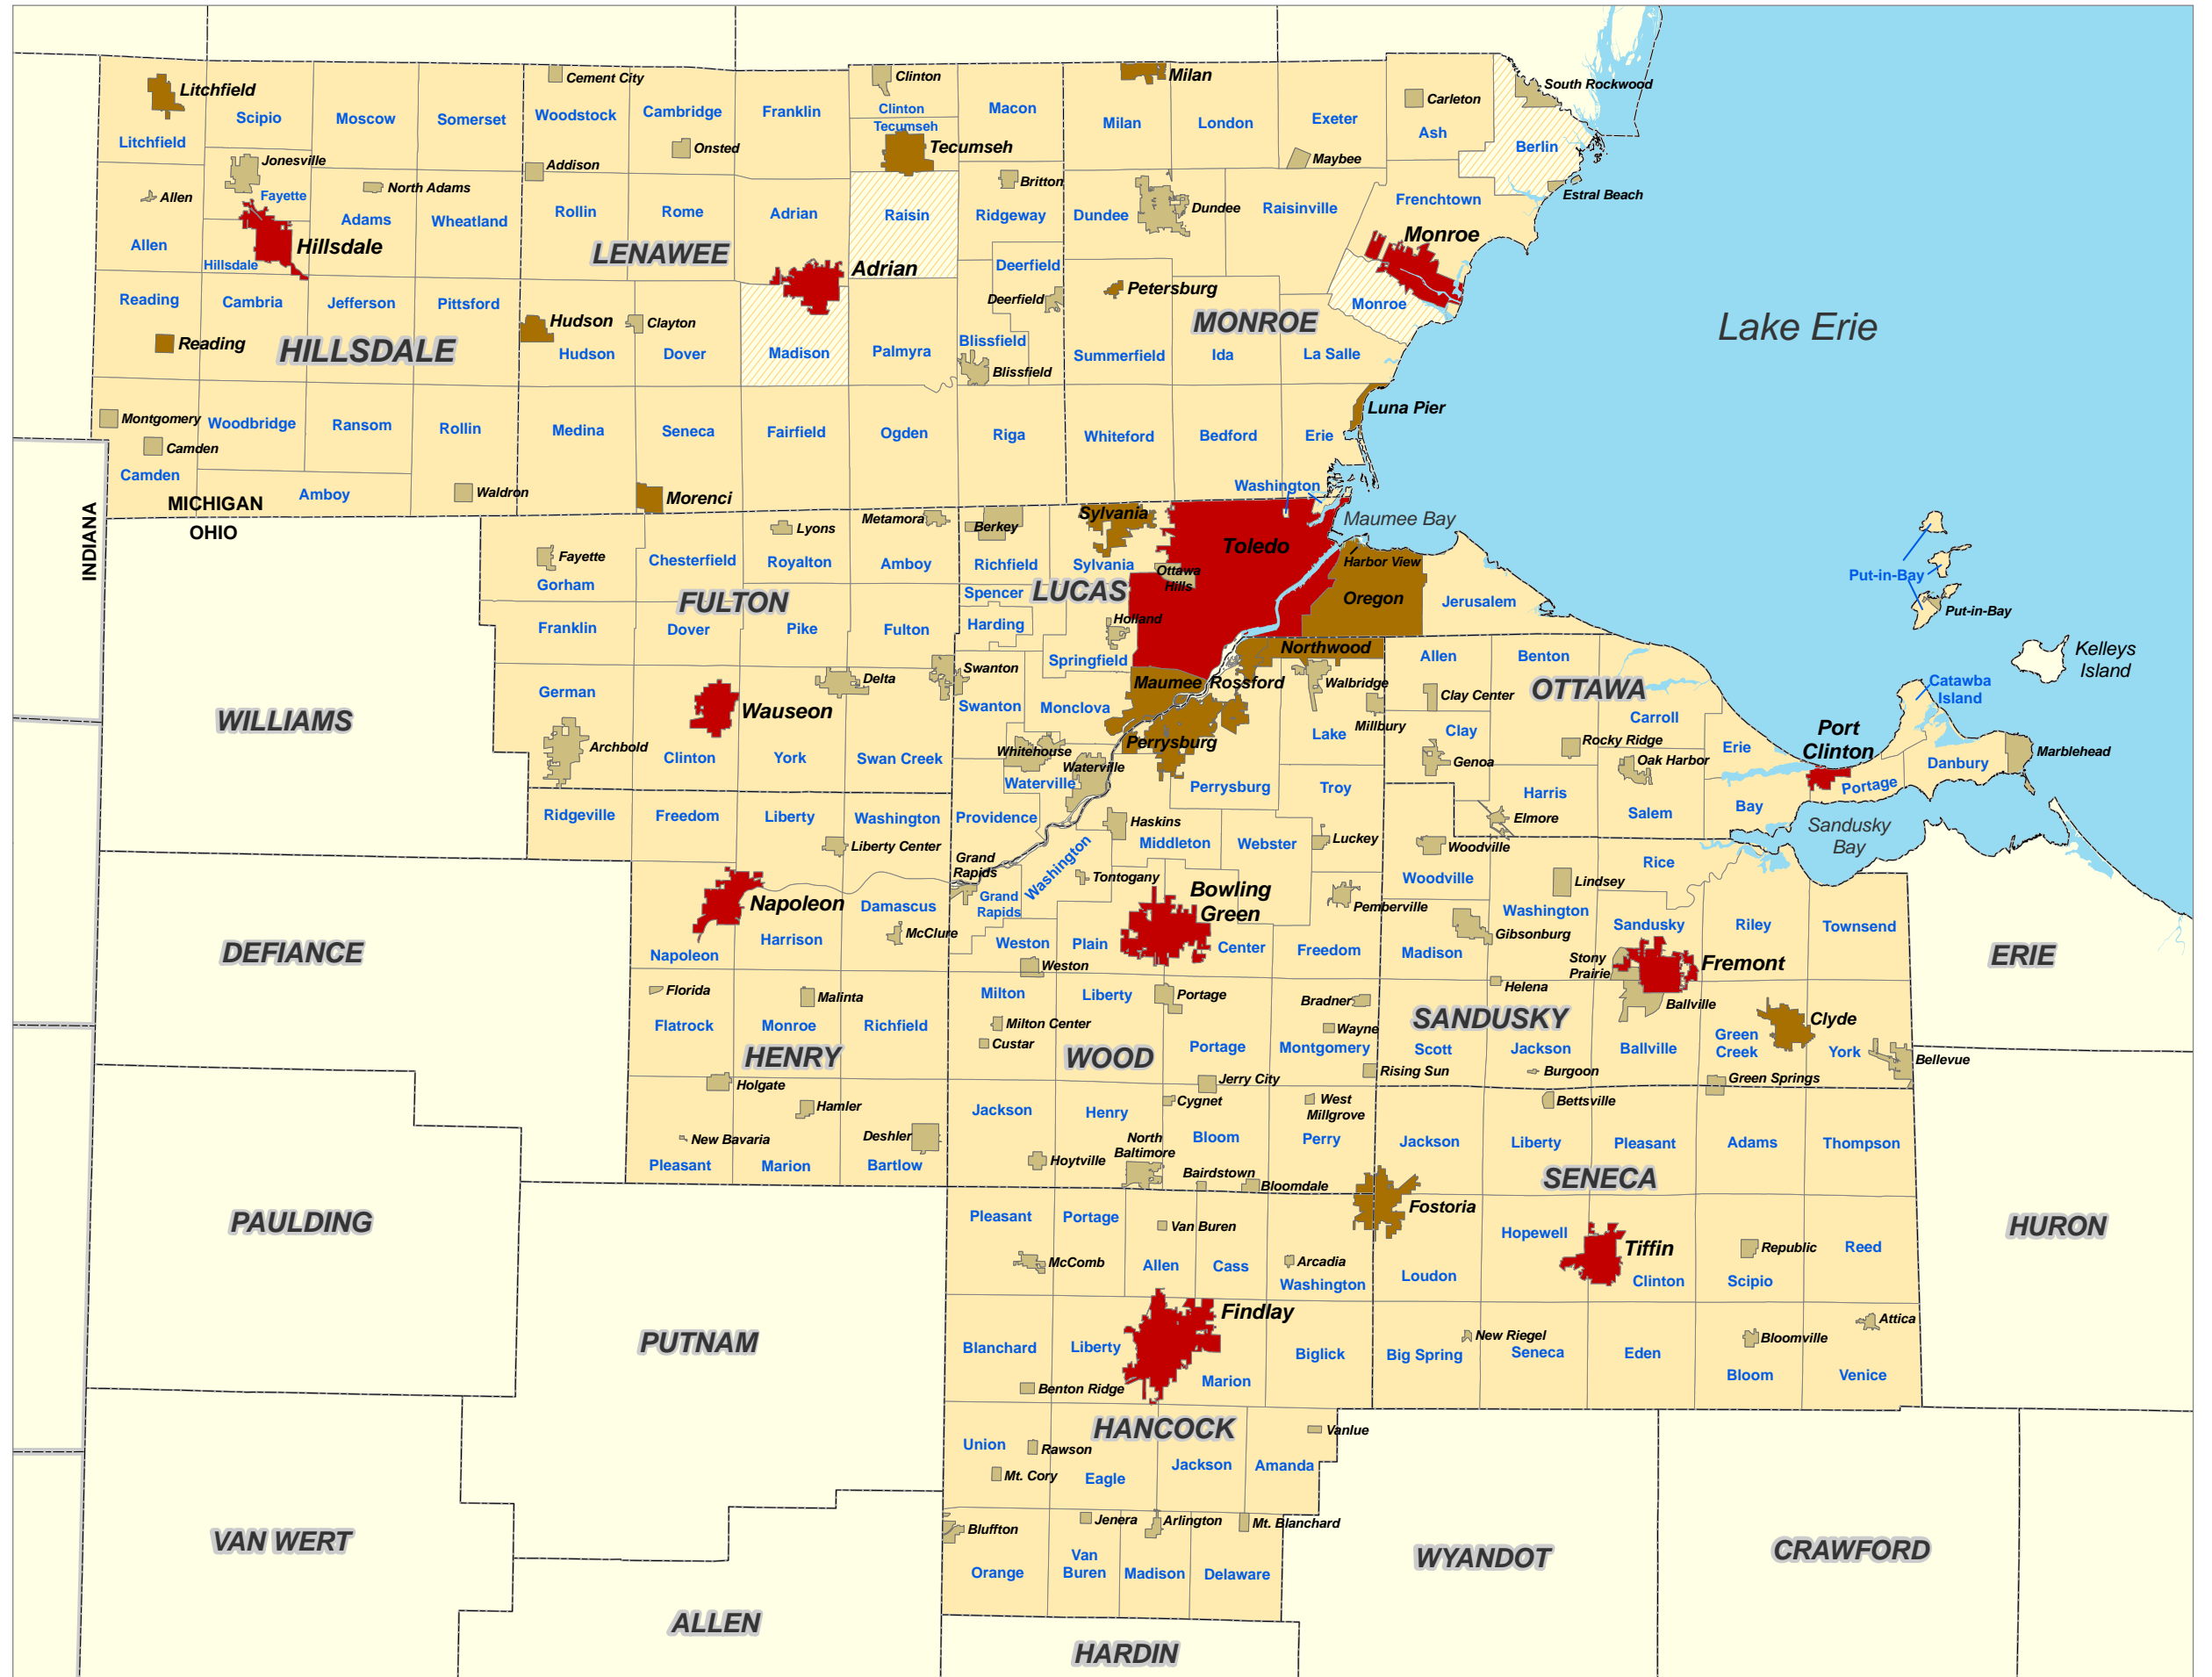 Cement City
Clinton
Milan
Litchfield
South Rockwood
Carleton
Scipio
Moscow
Somerset
Woodstock
Cambridge
Franklin
Clinton
Macon
Milan
London
Exeter
Ash
Tecumseh
Litchfield
Onsted
Tecumseh
Berlin
Jonesville
Addison
Maybee
Allen
Fayette
North Adams
Britton
Estral Beach
Adams
Wheatland
Rollin
Rome
Adrian
Raisin
Ridgeway
Dundee
Dundee
Raisinville
Frenchtown
Allen
Hillsdale
LENAWEE
Monroe
Hillsdale
Adrian
Deerfield
Reading
Cambria
Jefferson
Pittsford
Deerfield
Petersburg
Monroe
Hudson
Clayton
MONROE
Lake Erie
Reading
HILLSDALE
Hudson
Dover
Madison
Palmyra
Blissfield
Blissfield
Summerfield
Ida
La Salle
Montgomery
Woodbridge
Ransom
Rollin
Medina
Seneca
Fairfield
Ogden
Riga
Whiteford
Bedford
Erie
Luna Pier
Camden
Camden
MICHIGAN
Amboy
Waldron
Morenci
Washington
INDIANA
OHIO
Lyons
Metamora
Berkey
Sylvania
Maumee Bay
Fayette
Gorham
Chesterfield
Royalton
Amboy
Richfield
Sylvania
Toledo
Harbor View
Ottawa
Hills
Put-in-Bay
FULTON
Spencer
LUCAS
Oregon
Jerusalem
Put-in-Bay
Franklin
Dover
Pike
Fulton
Harding
Holland
Springfield
Northwood
Allen
Benton
Kelleys
Island
German
Delta
Swanton
Maumee
Rossford
Walbridge
Clay Center
OTTAWA
Catawba
Island
WILLIAMS
Wauseon
Swanton
Monclova
Millbury
Carroll
Archbold
Clinton
York
Swan Creek
Whitehouse
Perrysburg
Lake
Clay
Rocky Ridge
Erie
Port
Clinton
Marblehead
Waterville
Waterville
Genoa
Oak Harbor
Danbury
Perrysburg
Troy
Harris
Portage
Ridgeville
Freedom
Liberty
Washington
Providence
Haskins
Elmore
Salem
Bay
Sandusky
Bay
Liberty Center
Middleton
Webster
Luckey
Woodville
Grand
Rapids
Washington
Tontogany
Rice
Woodville
Lindsey
Napoleon
Damascus
Grand
Rapids
Bowling
Green
Pemberville
Washington
Sandusky
Riley
Townsend
McClure
Harrison
Weston
Plain
Center
Freedom
Madison
Gibsonburg
DEFIANCE
Napoleon
Weston
Stony
Prairie
Fremont
ERIE
Florida
Malinta
Milton
Liberty
Portage
Bradner
Helena
Ballville
Flatrock
Monroe
Richfield
Milton Center
Wayne
SANDUSKY
Clyde
Custar
HENRY
WOOD
Portage
Montgomery
Scott
Jackson
Ballville
Green
Creek
York
Bellevue
Holgate
Jerry City
Rising Sun
Burgoon
Green Springs
Hamler
Jackson
Henry
Cygnet
West
Millgrove
Bettsville
New Bavaria
Deshler
North
Baltimore
Bloom
Perry
Jackson
Liberty
Pleasant
Adams
Thompson
Pleasant
Marion
Bartlow
Hoytville
Bairdstown
Bloomdale
SENECA
PAULDING
Pleasant
Portage
Van Buren
Fostoria
Hopewell
HURON
Tiffin
Republic
Reed
McComb
Allen
Cass
Arcadia
Washington
Loudon
Clinton
Scipio
Findlay
PUTNAM
Blanchard
Liberty
Biglick
Big Spring
New Riegel
Seneca
Eden
Bloomville
Attica
Benton Ridge
Marion
Bloom
Venice
HANCOCK
Vanlue
Union
Rawson
Mt. Cory
Eagle
Jackson
Amanda
VAN WERT
Bluffton
Jenera
Arlington
Mt. Blanchard
WYANDOT
CRAWFORD
Orange
Van
Buren
Madison
Delaware
ALLEN
HARDIN